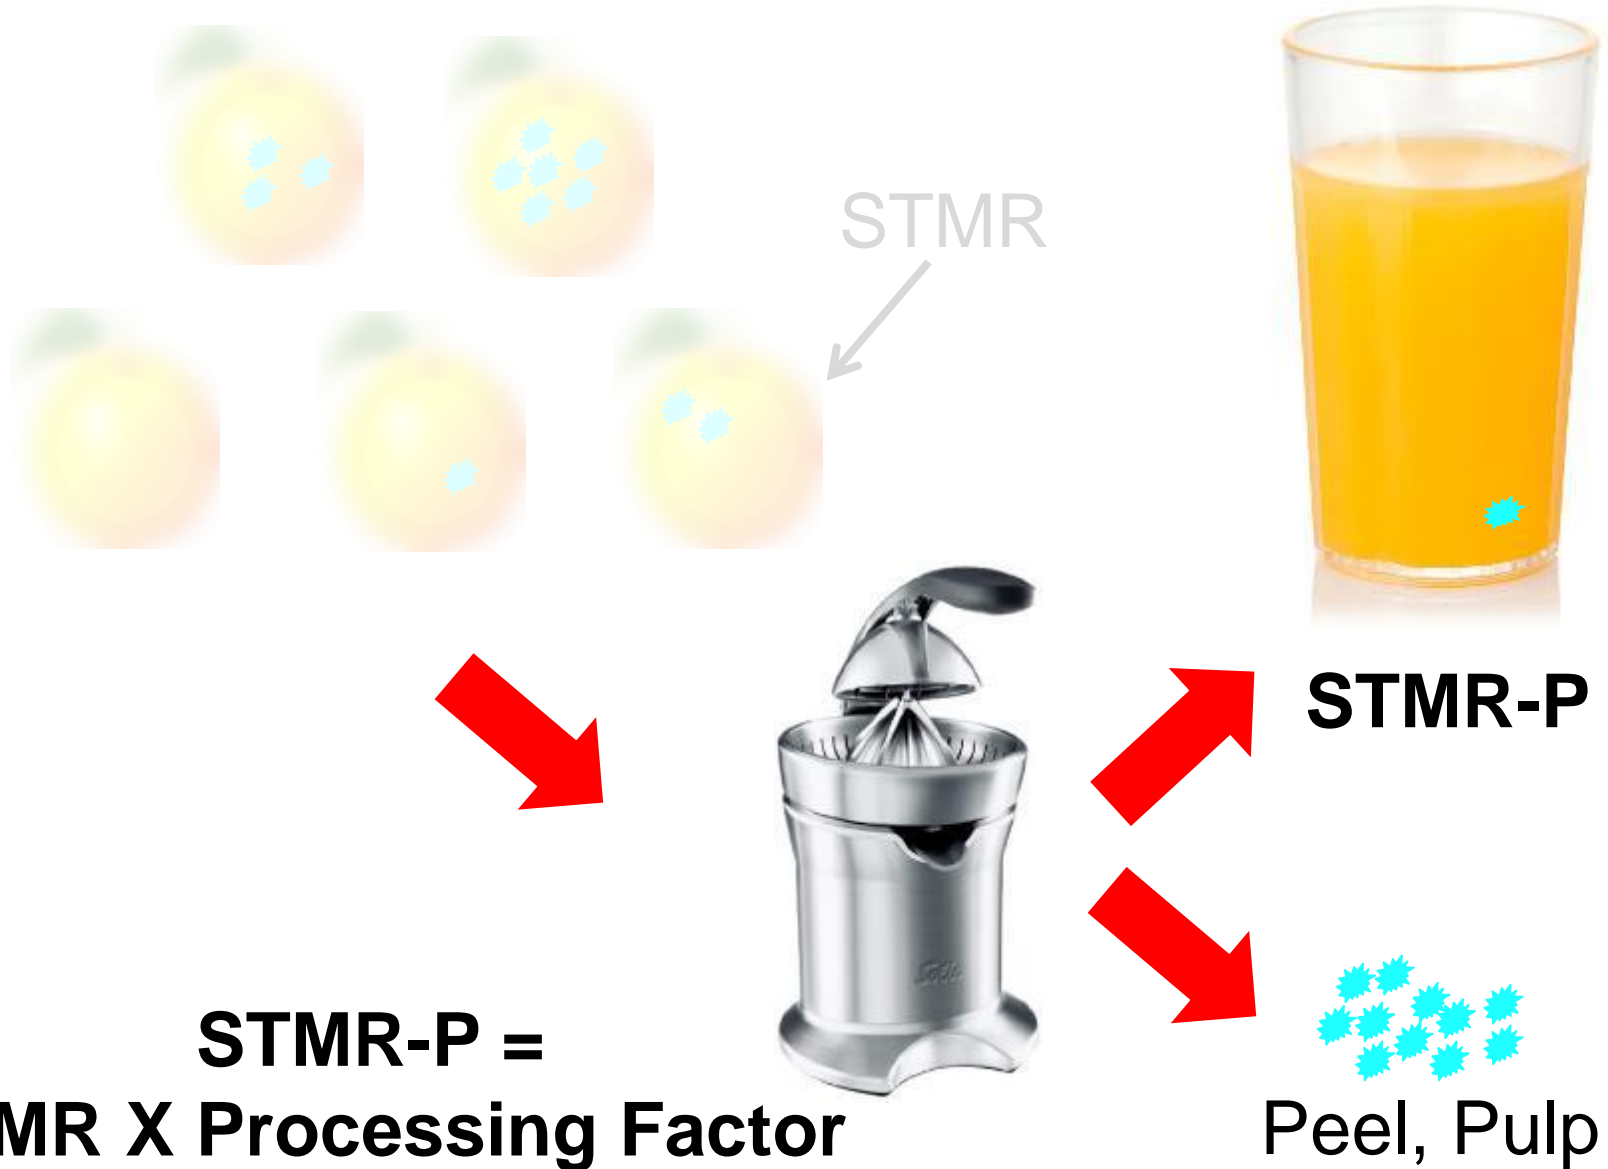 STMR
STMR-P
STMR-P =
MR X Processing Factor
Peel, Pulp